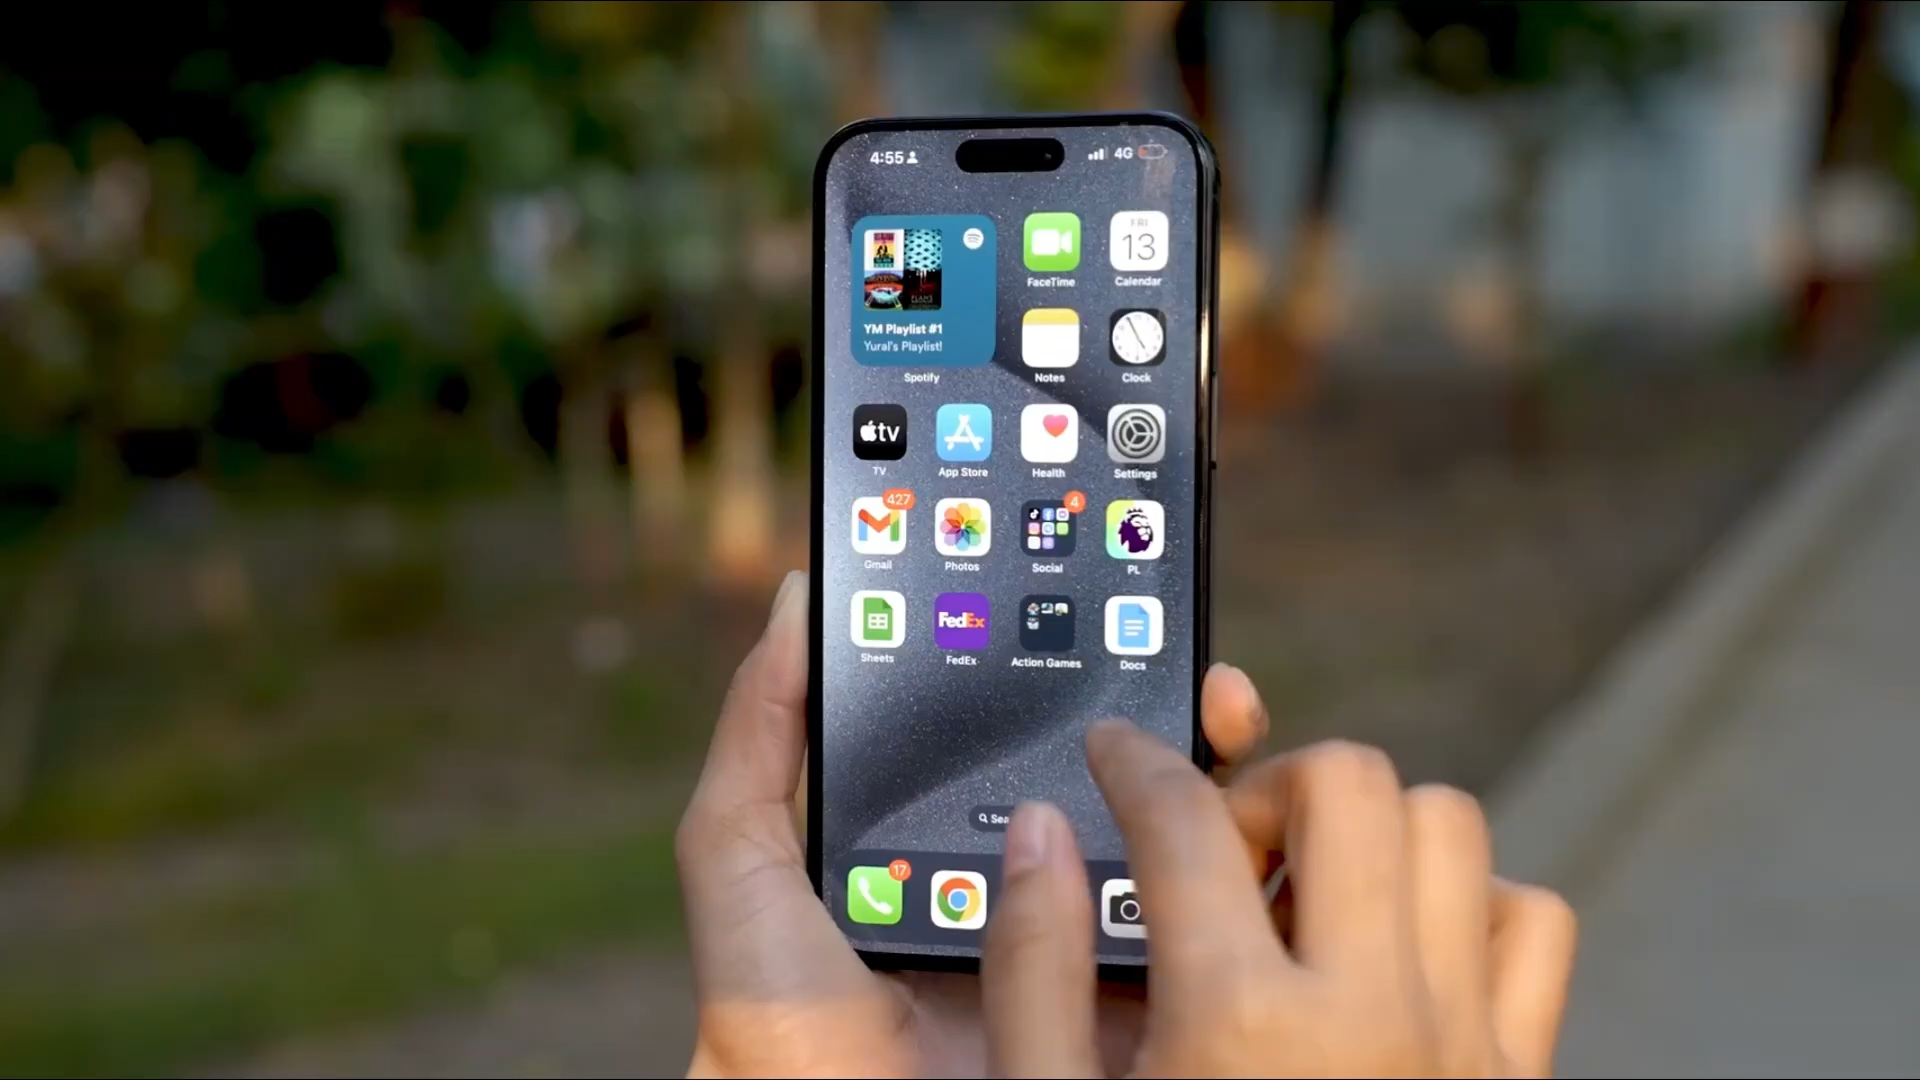 4:55
4G
FRI
13
FaceTime
Calendar
YM Playlist #1
Yural's Playlist!
Spotify
Notes
Clock
tv
TV
App Store
Health
Settings
427
4
Gmail
Photos
Social
PL
FedEx
Sheets
FedEx
Action Games
Docs
Sea
17